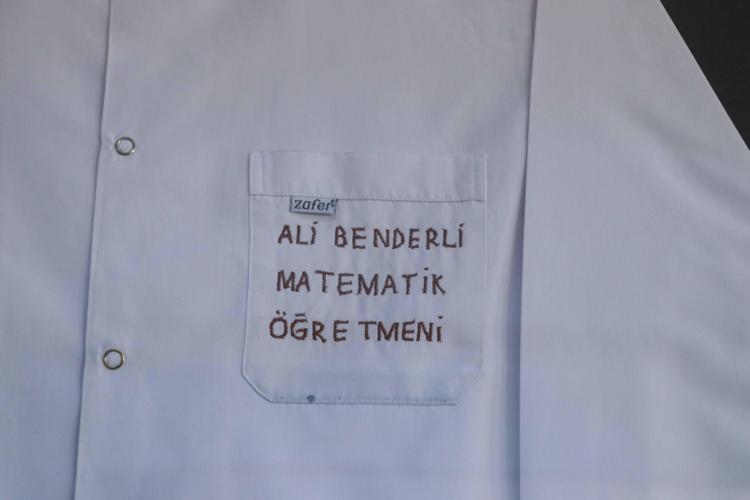 zafer
ALİ BENDERLİ
MATEMATİK
ÖĞRETMENİ